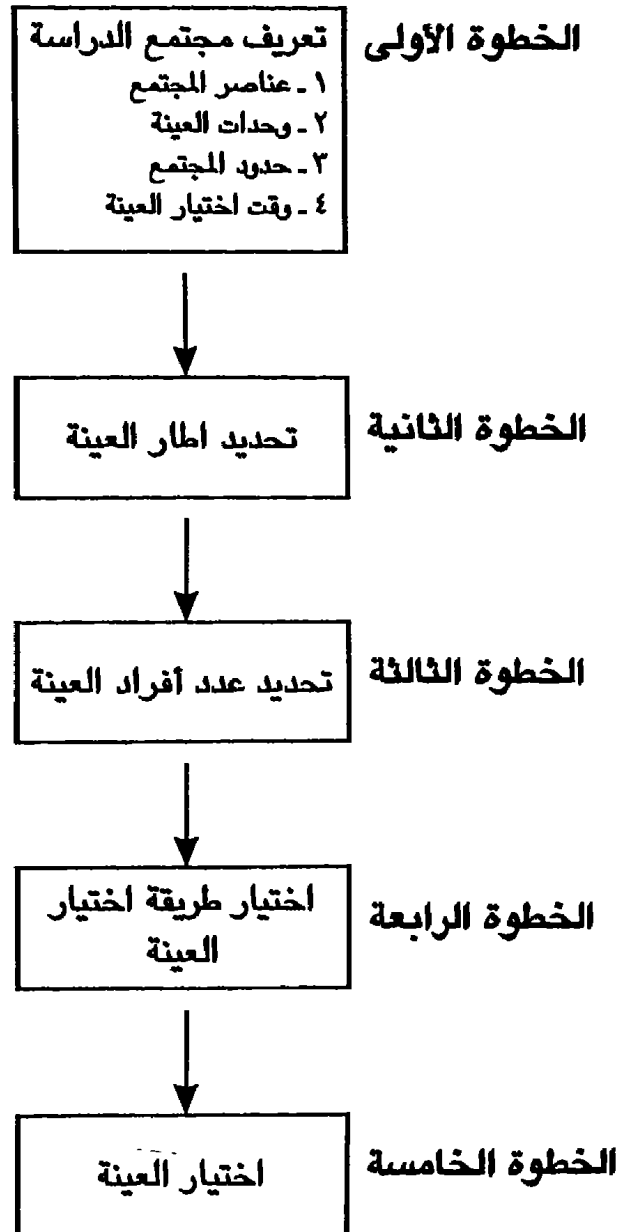 الخطوة الأولى
تعريف مجتمع الدراسة
١ ـ عناصر المجتمع
٢ ـ وحدات العينة
٣ ـ حدود المجتمع
٤ ـ وقت اختيار العينة
الخطوة الثانية
تحديد اطار العينة
الخطوة الثالثة
تحديد عدد أفراد العينة
الخطوة الرابعة
اختيار طريقة اختيار
العينة
الخطوة الخامسة
اختيار العينة